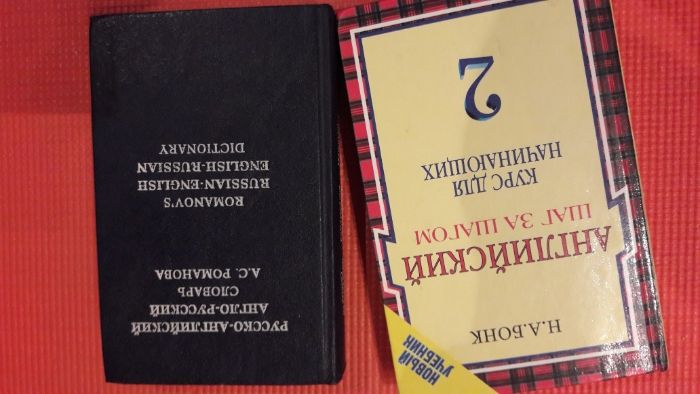 РУССКО-АНГЛИЙСКИЙ
АНГЛО-РУССКИЙ
СЛОВАРЬ
А.С. РОМАНОВА
ROMANOV'S
RUSSIAN-ENGLISH
ENGLISH-RUSSIAN
DICTIONARY
НОВЫЙ
УЧЕБНИК
Н.А.БОНК
АНГЛИЙСКИЙ
ШАГ ЗА ШАГОМ
КУРС ДЛЯ
НАЧИНАЮЩИХ
2